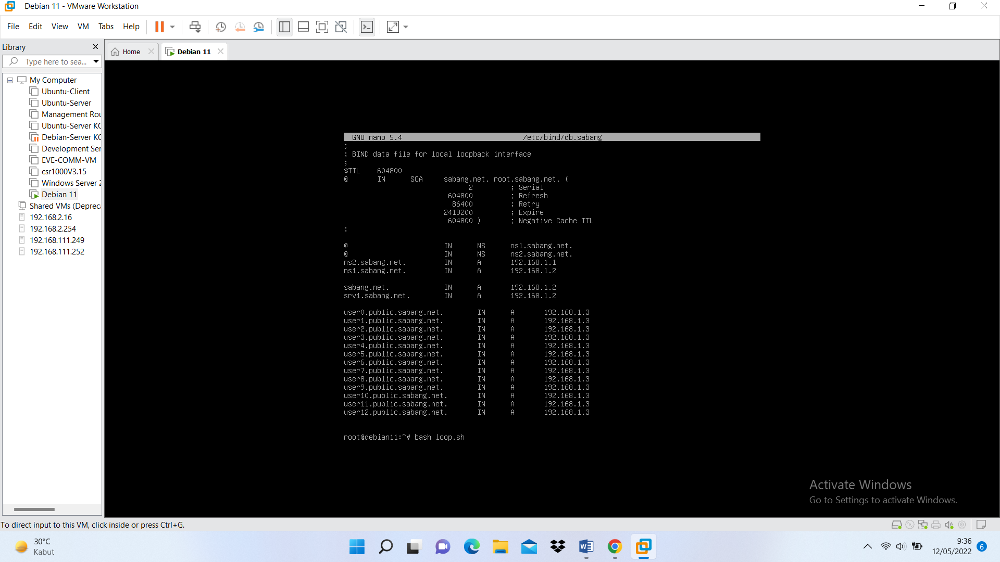 Debian 11 - VMware Workstation
File Edit View VM Tabs Help
Library
Type here to sea...
Home
Debian 11
My Computer
Ubuntu-Client
Ubuntu-Server
Management Rou
Ubuntu-Server KC
Debian-Server KC
Development Ser
EVE-COMM-VM
csr1000V3.15
Windows Server 2
Debian 11
Shared VMs (Depreca
192.168.2.16
192.168.2.254
192.168.111.249
192.168.111.252
GNU nano 5.4 /etc/bind/db.sabang
;
; BIND data file for local loopback interface
;
$TTL 604800
@ IN SOA sabang.net. root.sabang.net. (
2 ; Serial
604800 ; Refresh
86400 ; Retry
2419200 ; Expire
604800 ) ; Negative Cache TTL
;
@ IN NS ns1.sabang.net.
@ IN NS ns2.sabang.net.
ns2.sabang.net. IN A 192.168.1.1
ns1.sabang.net. IN A 192.168.1.2
sabang.net. IN A 192.168.1.2
srv1.sabang.net. IN A 192.168.1.2
user0.public.sabang.net. IN A 192.168.1.3
user1.public.sabang.net. IN A 192.168.1.3
user2.public.sabang.net. IN A 192.168.1.3
user3.public.sabang.net. IN A 192.168.1.3
user4.public.sabang.net. IN A 192.168.1.3
user5.public.sabang.net. IN A 192.168.1.3
user6.public.sabang.net. IN A 192.168.1.3
user7.public.sabang.net. IN A 192.168.1.3
user8.public.sabang.net. IN A 192.168.1.3
user9.public.sabang.net. IN A 192.168.1.3
user10.public.sabang.net. IN A 192.168.1.3
user11.public.sabang.net. IN A 192.168.1.3
user12.public.sabang.net. IN A 192.168.1.3
root@debian11:~# bash loop.sh
Activate Windows
Go to Settings to activate Windows.
To direct input to this VM, click inside or press Ctrl+G.
30°C
Kabut
9:36
12/05/2022
6